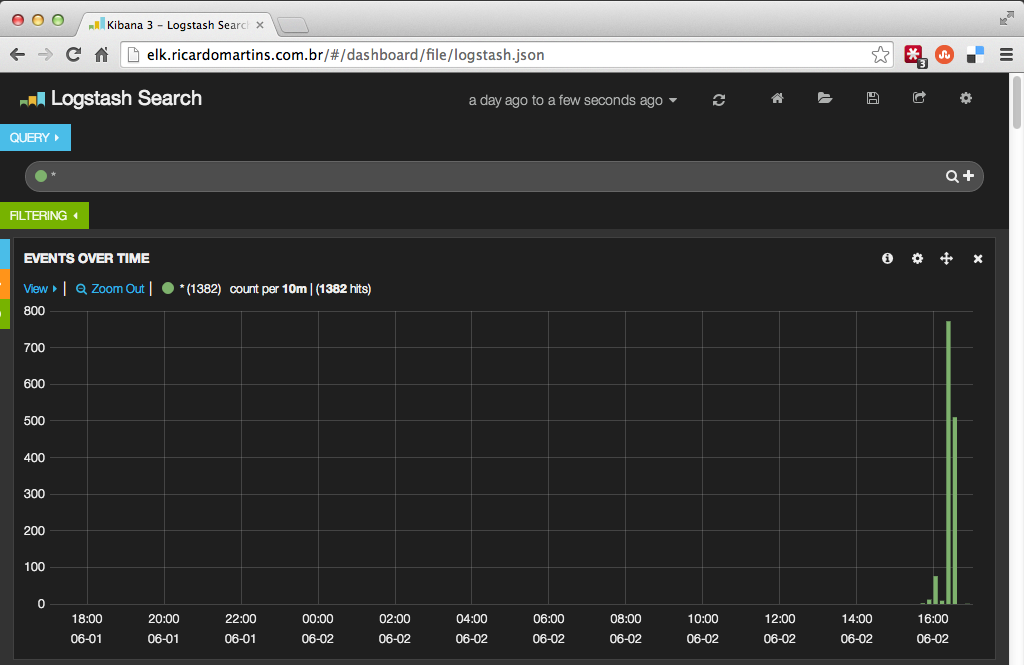 Kibana 3 – Logstash Searc
elk.ricardomartins.com.br/#/dashboard/file/logstash.json
3
Logstash Search
a day ago to a few seconds ago
QUERY
*
FILTERING
EVENTS OVER TIME
View | Zoom Out | * (1382) count per 10m | (1382 hits)
800
700
600
500
400
300
200
100
0
18:00 20:00 22:00 00:00 02:00 04:00 06:00 08:00 10:00 12:00 14:00 16:00
06-01 06-01 06-01 06-02 06-02 06-02 06-02 06-02 06-02 06-02 06-02 06-02